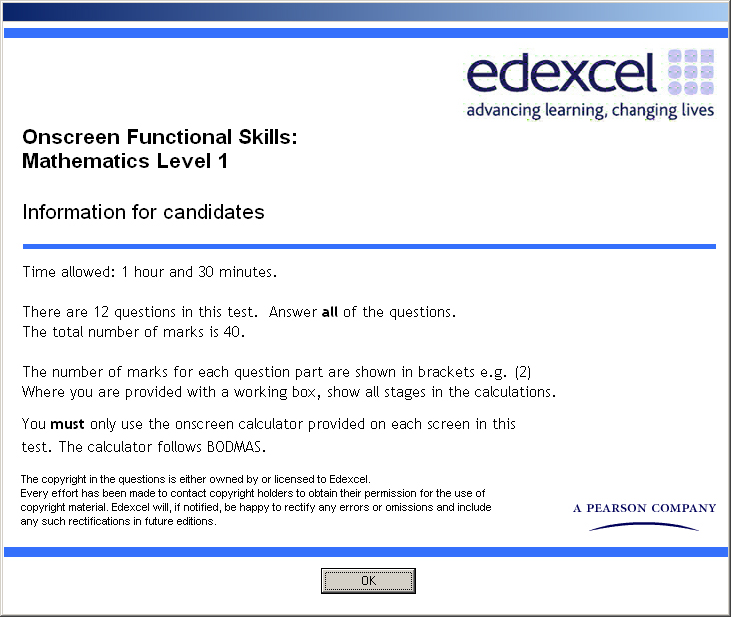 edexcel
advancing learning, changing lives
Onscreen Functional Skills:
Mathematics Level 1
Information for candidates
Time allowed: 1 hour and 30 minutes.
There are 12 questions in this test. Answer all of the questions.
The total number of marks is 40.
The number of marks for each question part are shown in brackets e.g. (2)
Where you are provided with a working box, show all stages in the calculations.
You must only use the onscreen calculator provided on each screen in this
test. The calculator follows BODMAS.
The copyright in the questions is either owned by or licensed to Edexcel.
Every effort has been made to contact copyright holders to obtain their permission for the use of
copyright material. Edexcel will, if notified, be happy to rectify any errors or omissions and include
any such rectifications in future editions.
A PEARSON COMPANY
OK